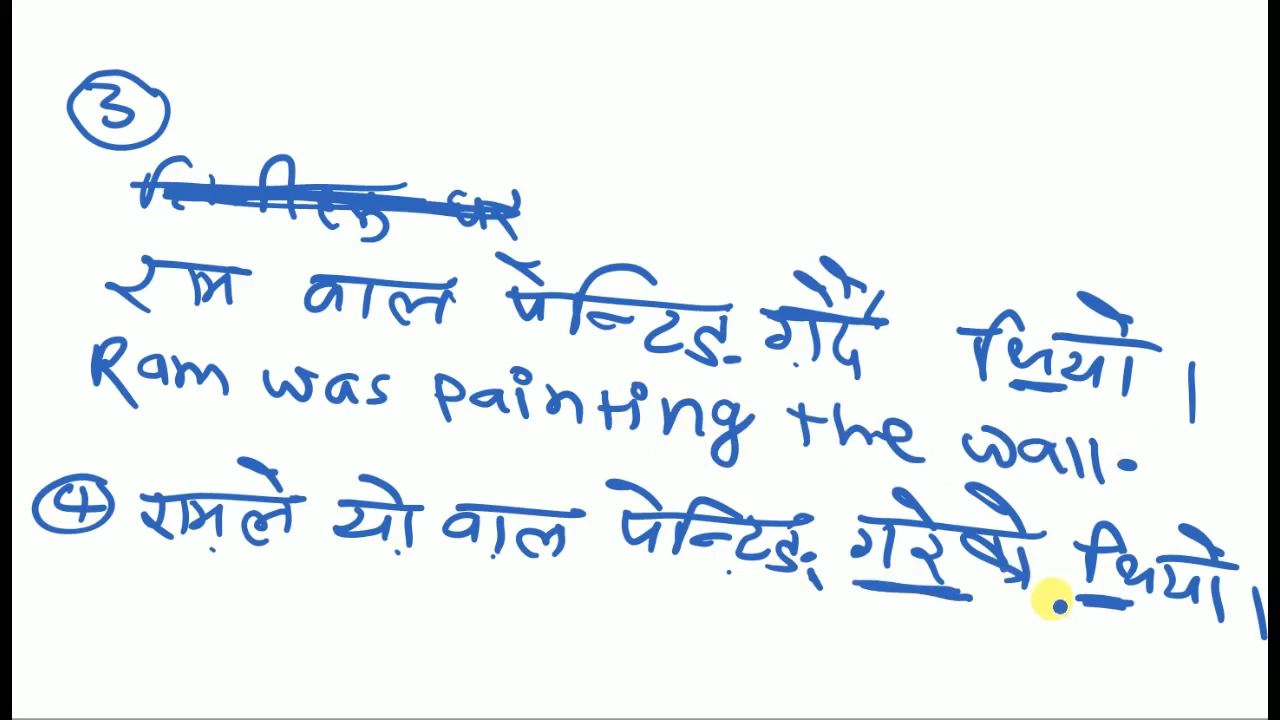 3
राम वाल पेन्टिङ गर्दै थियो।
Ram was painting the wall.
4 रामले यो वाल पेन्टिङ गरेको थियो।